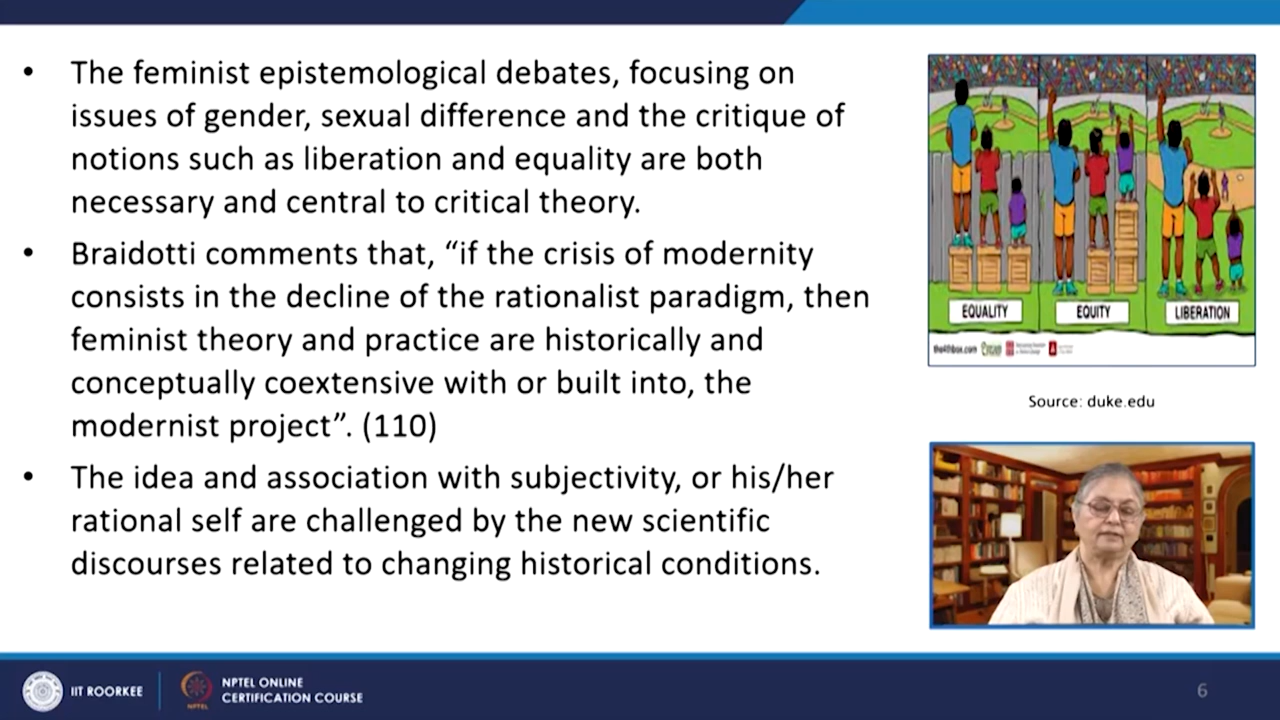 • The feminist epistemological debates, focusing on
issues of gender, sexual difference and the critique of
notions such as liberation and equality are both
necessary and central to critical theory.
• Braidotti comments that, “if the crisis of modernity
consists in the decline of the rationalist paradigm, then
feminist theory and practice are historically and
conceptually coextensive with or built into, the
modernist project”. (110)
• The idea and association with subjectivity, or his/her
rational self are challenged by the new scientific
discourses related to changing historical conditions.
EQUALITY
EQUITY
LIBERATION
the4thbox.com
Source: duke.edu
IIT ROORKEE
NPTEL
NPTEL ONLINE
CERTIFICATION COURSE
6